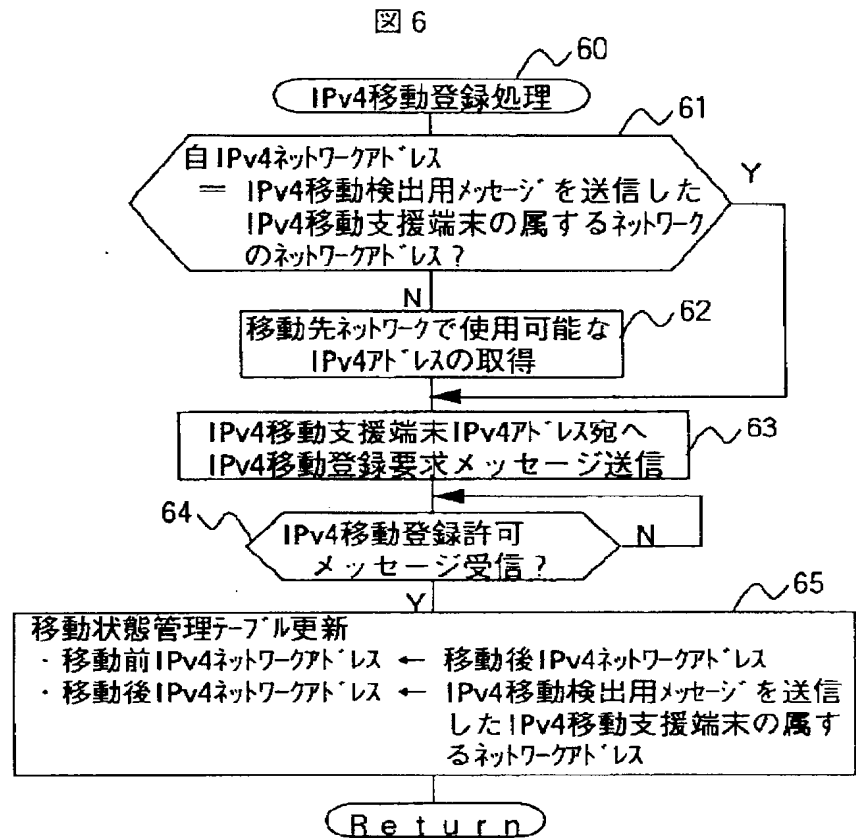 図6
60
IPv4移動登録処理
61
自IPv4ネットワークアドレス
= IPv4移動検出用メッセージを送信した
IPv4移動支援端末の属するネットワーク
のネットワークアドレス?
Y
N
62
移動先ネットワークで使用可能な
IPv4アドレスの取得
63
IPv4移動支援端末IPv4アドレス宛へ
IPv4移動登録要求メッセージ送信
64
IPv4移動登録許可
メッセージ受信?
N
Y
65
移動状態管理テーブル更新
・移動前IPv4ネットワークアドレス ← 移動後IPv4ネットワークアドレス
・移動後IPv4ネットワークアドレス ← IPv4移動検出用メッセージを送信
したIPv4移動支援端末の属す
るネットワークアドレス
Return